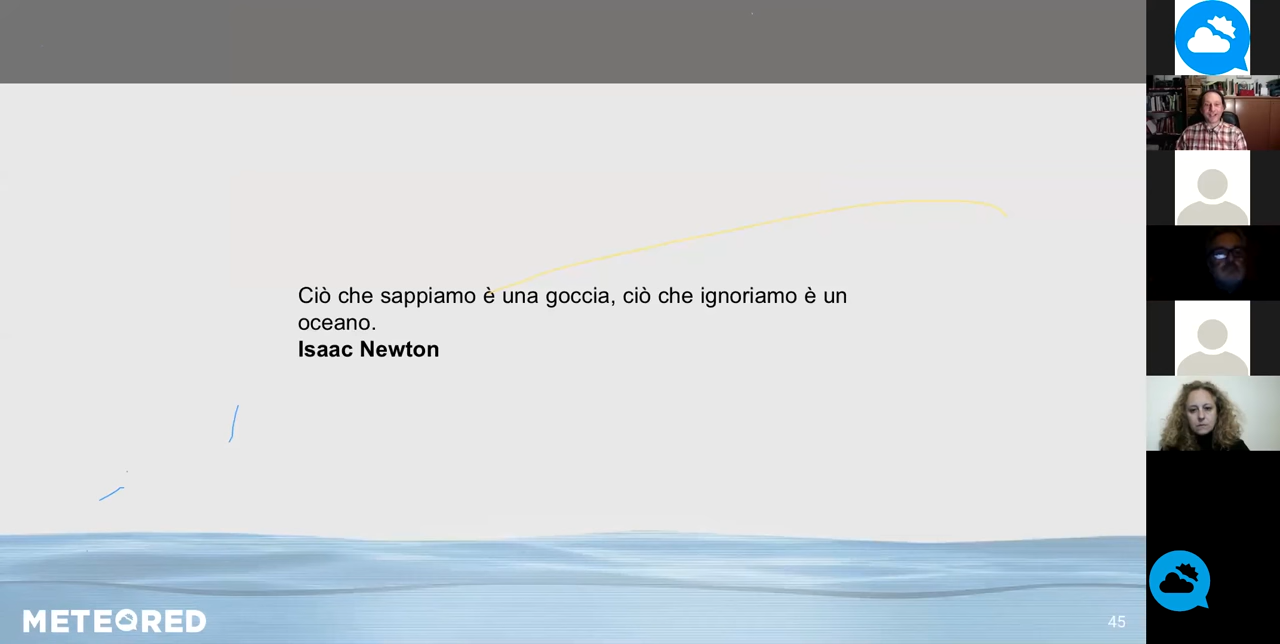 Ciò che sappiamo è una goccia, ciò che ignoriamo è un
oceano.
Isaac Newton
METEORED
45